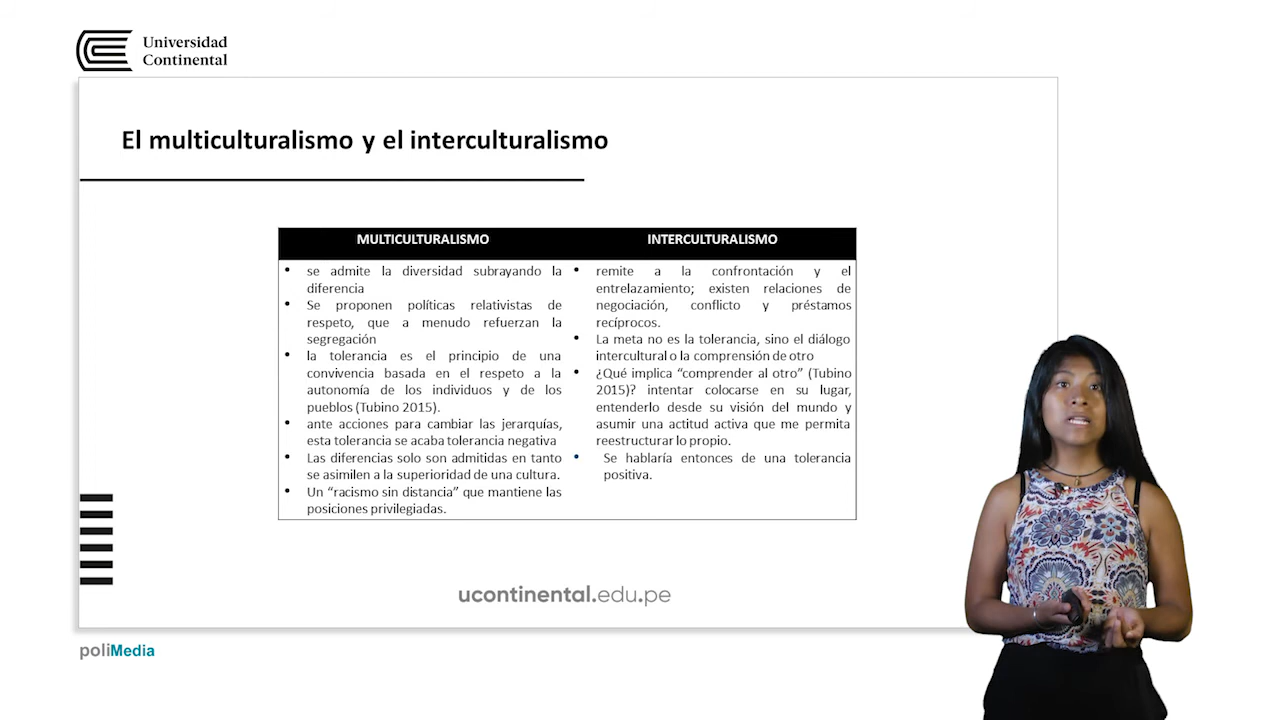 Universidad
Continental
El multiculturalismo y el interculturalismo
MULTICULTURALISMO
• se admite la diversidad subrayando la
diferencia
• Se proponen políticas relativistas de
respeto, que a menudo refuerzan la
segregación
• la tolerancia es el principio de una
convivencia basada en el respeto a la
autonomía de los individuos y de los
pueblos (Tubino 2015).
• ante acciones para cambiar las jerarquías,
esta tolerancia se acaba tolerancia negativa
• Las diferencias solo son admitidas en tanto
se asimilen a la superioridad de una cultura.
• Un “racismo sin distancia” que mantiene las
posiciones privilegiadas.
INTERCULTURALISMO
• remite a la confrontación y el
entrelazamiento; existen relaciones de
negociación, conflicto y préstamos
recíprocos.
• La meta no es la tolerancia, sino el diálogo
intercultural o la comprensión de otro
• ¿Qué implica “comprender al otro” (Tubino
2015)? intentar colocarse en su lugar,
entenderlo desde su visión del mundo y
asumir una actitud activa que me permita
reestructurar lo propio.
• Se hablaría entonces de una tolerancia
positiva.
ucontinental.edu.pe
poliMedia